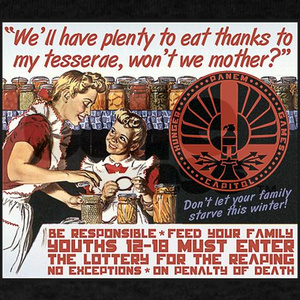 "We'll have plenty to eat thanks to
my tesserae, won't we mother?"
PANEM
HUNGER
GAMES
CAPITOL
Don't let your family
starve this winter!
BE RESPONSIBLE * FEED YOUR FAMILY
YOUTHS 12-18 MUST ENTER
THE LOTTERY FOR THE REAPING
NO EXCEPTIONS * ON PENALTY OF DEATH